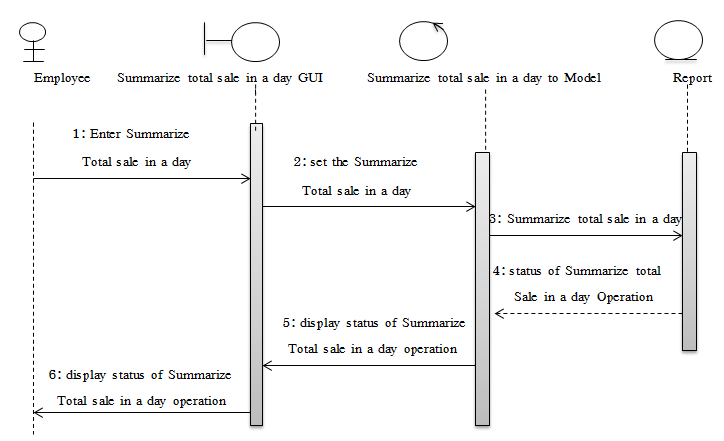 Employee
Summarize total sale in a day GUI
Summarize total sale in a day to Model
Report
1: Enter Summarize
Total sale in a day
2: set the Summarize
Total sale in a day
3: Summarize total sale in a day
4: status of Summarize total
Sale in a day Operation
5: display status of Summarize
Total sale in a day operation
6: display status of Summarize
Total sale in a day operation